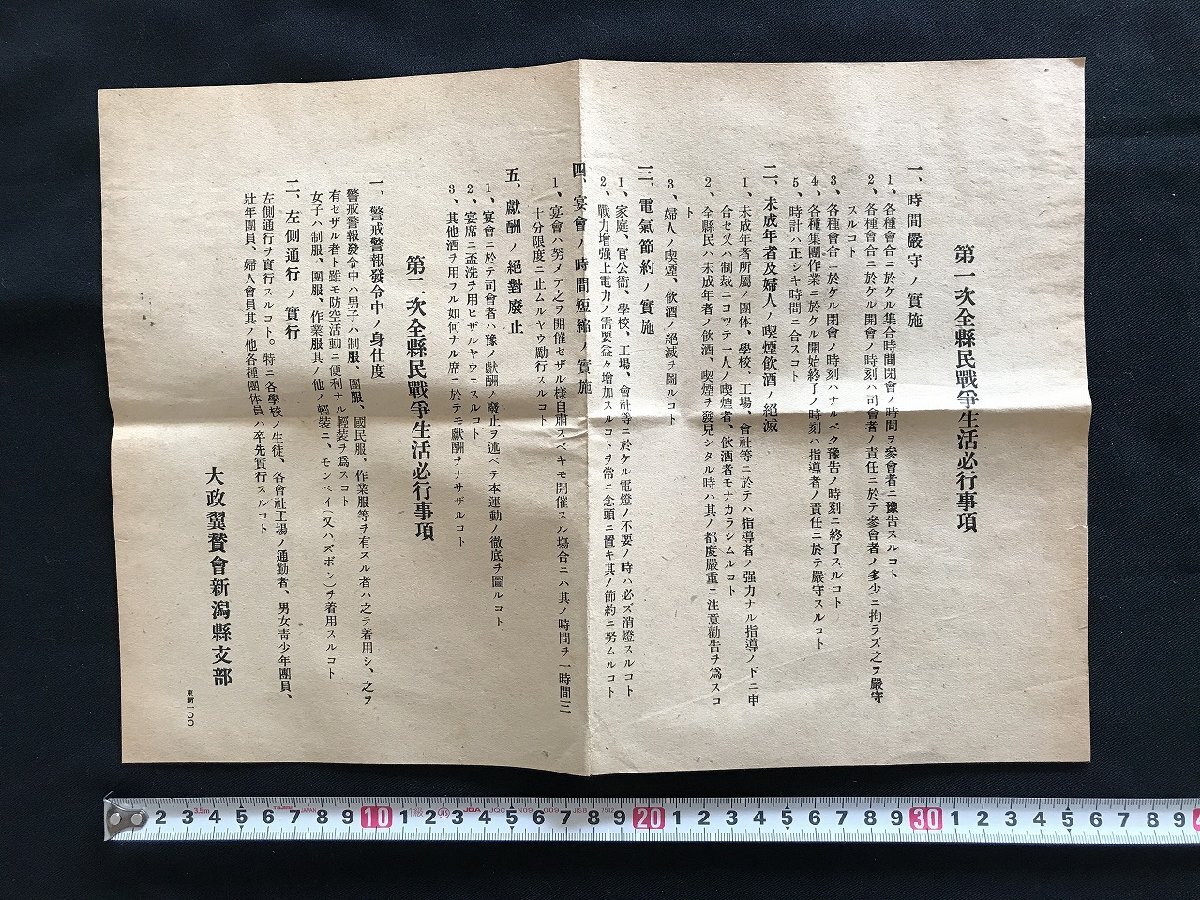 第一次全縣民戰爭生活必行事項
一、時間嚴守ノ實施
1、各種會合ニ於ケル集合時間閉會ノ時間ヲ參會者ニ豫告スルコト
2、各種會合ニ於ケル開會ノ時刻ハ司會者ノ責任ニ於テ參會者ノ多少ニ拘ラズ之ヲ嚴守
スルコト
3、各種會合ニ於ケル閉會ノ時刻ハナルベク豫告ノ時刻ニ終了スルコト
4、各種集團作業ニ於ケル開始終了ノ時刻ハ指導者ノ責任ニ於テ嚴守スルコト
5、時計ハ正シキ時間ニ合スコト
二、未成年者及婦人ノ喫煙飮酒ノ絕滅
1、未成年者所屬ノ團体、學校、工場、會社等ニ於テハ指導者ノ强力ナル指導ノ下ニ申
合セ又ハ制裁ニヨッテ一人ノ喫煙者、飮酒者モナカラシムルコト
2、全縣民ハ未成年者ノ飮酒、喫煙ヲ發見シタル時ハ其ノ都度嚴重ニ注意勸告ヲ爲スコ
ト
3、婦人ノ喫煙、飮酒ノ絕滅ヲ圖ルコト
三、電氣節約ノ實施
1、家庭、官公衙、學校、工場、會社等ニ於ケル電燈ノ不要ノ時ハ必ズ消燈スルコト
2、戰力增强上電力ノ需要益々增加スルコトヲ常ニ念頭ニ置キ其ノ節約ニ努ムルコト
四、宴會ノ時間短縮ノ實施
1、宴會ハ努メテ之ヲ開催セザル樣自肅スベキモ開催スル場合ニハ其ノ時間ヲ一時間三
十分限度ニ止ムルヤウ勵行スルコト
五、獻酬ノ絕對廢止
1、宴會ニ於テ司會者ハ豫メ獻酬ノ廢止ヲ述ベテ本運動ノ徹底ヲ圖ルコト
2、宴席ニ盃洗ヲ用ヒザルヤウニスルコト
3、其他酒ヲ用フル如何ナル席ニ於テモ獻酬ヲナサザルコト
第二次全縣民戰爭生活必行事項
一、警戒警報發令中ノ身仕度
警戒警報發令中ハ男子ハ制服、團服、國民服、作業服等ヲ有スル者ハ之ヲ着用シ、之ヲ
有セザル者ト雖モ防空活動ニ便利ナル輕装ヲ爲スコト
女子ハ制服、團服、作業服其ノ他ノ輕裝ニ、モンペイ(又ハズボン)ヲ着用スルコト
二、左側通行ノ實行
左側通行ヲ實行スルコト。特ニ各學校ノ生徒、各會社工場ノ通勤者、男女靑少年團員、
壯年團員、婦人會員其ノ他各種團体員ハ卒先實行スルコト
大政翼贊會新潟縣支部